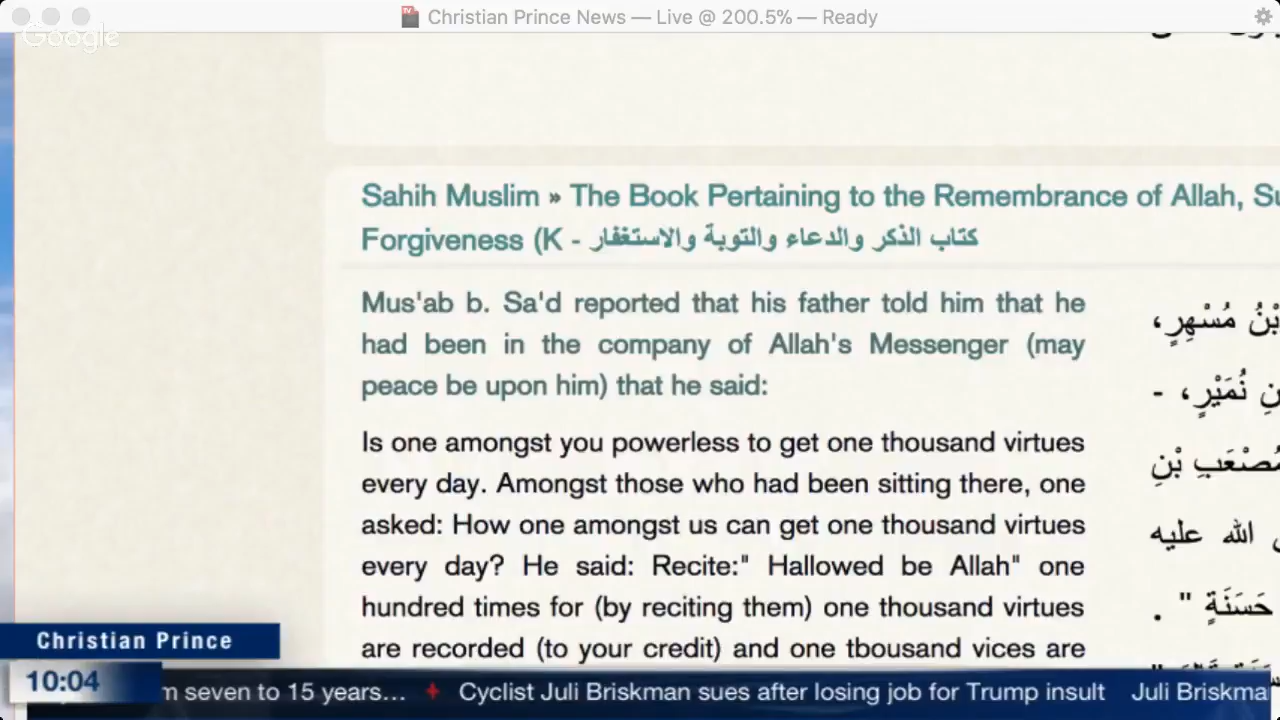 Christian Prince News — Live @ 200.5% — Ready
Google
Sahih Muslim » The Book Pertaining to the Remembrance of Allah,
Forgiveness (K - كتاب الذكر والدعاء والتوبة والاستغفار
Mus'ab b. Sa'd reported that his father told him that he
had been in the company of Allah's Messenger (may
peace be upon him) that he said:
Is one amongst you powerless to get one thousand virtues
every day. Amongst those who had been sitting there, one
asked: How one amongst us can get one thousand virtues
every day? He said: Recite:" Hallowed be Allah" one
hundred times for (by reciting them) one thousand virtues
are recorded (to your credit) and one tbousand vices are
بْنُ مُسْهِرٍ،
نُمَيْرٍ، -
مُصْعَبِ بْنِ
الله عليه
حَسَنَةٍ " .
Christian Prince
10:04
m seven to 15 years... Cyclist Juli Briskman sues after losing job for Trump insult Juli Briskma